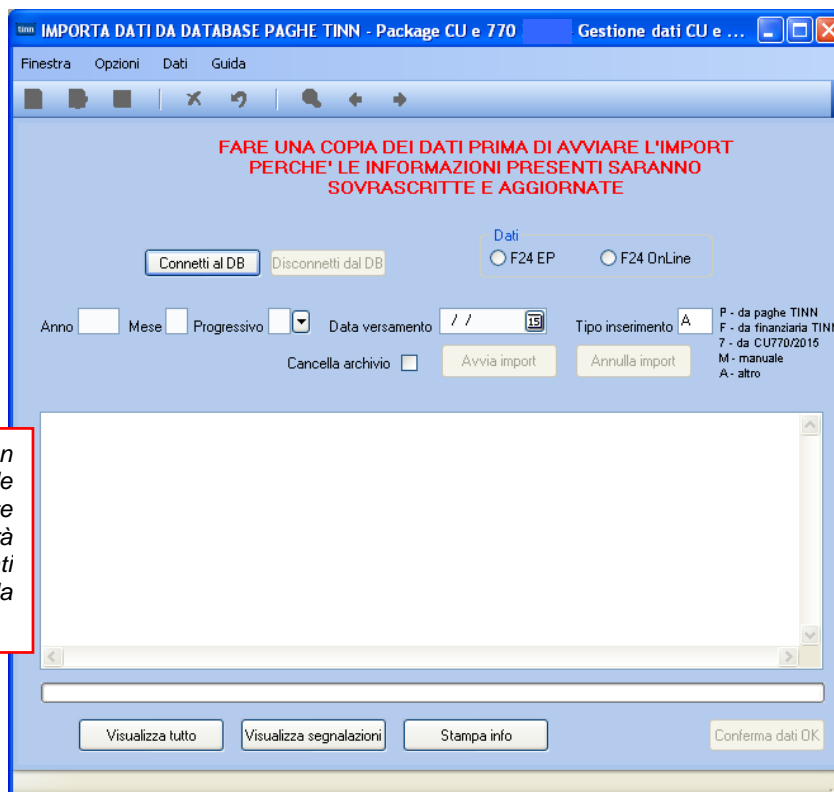 tinn IMPORTA DATI DA DATABASE PAGHE TINN - Package CU e 770 Gestione dati CU e ...
Finestra Opzioni Dati Guida
FARE UNA COPIA DEI DATI PRIMA DI AVVIARE L'IMPORT
PERCHE' LE INFORMAZIONI PRESENTI SARANNO
SOVRASCRITTE E AGGIORNATE
Dati
Connetti al DB Disconnetti dal DB F24 EP F24 OnLine
Anno Mese Progressivo Data versamento / / 15 Tipo inserimento A
P - da paghe TINN
F - da finanziaria TINN
7 - da CU770/2015
M - manuale
A - altro
Cancella archivio Avvia import Annulla import
Visualizza tutto Visualizza segnalazioni Stampa info Conferma dati OK